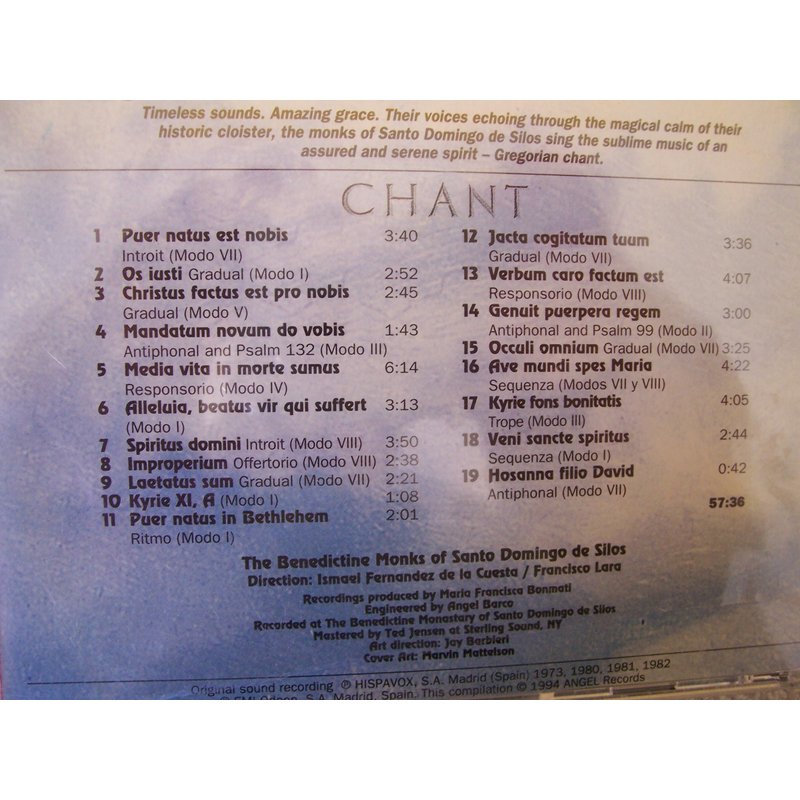 Timeless sounds. Amazing grace. Their voices echoing through the magical calm of their
historic cloister, the monks of Santo Domingo de Silos sing the sublime music of an
assured and serene spirit – Gregorian chant.
CHANT
1 Puer natus est nobis 3:40
Introit (Modo VII)
2 Os iusti Gradual (Modo I) 2:52
3 Christus factus est pro nobis 2:45
Gradual (Modo V)
4 Mandatum novum do vobis 1:43
Antiphonal and Psalm 132 (Modo III)
5 Media vita in morte sumus 6:14
Responsorio (Modo IV)
6 Alleluia, beatus vir qui suffert 3:13
(Modo I)
7 Spiritus domini Introit (Modo VIII) 3:50
8 Improperium Offertorio (Modo VIII) 2:38
9 Laetatus sum Gradual (Modo VII) 2:21
10 Kyrie XI, A (Modo I) 1:08
11 Puer natus in Bethlehem 2:01
Ritmo (Modo I)
12 Jacta cogitatum tuum 3:36
Gradual (Modo VII)
13 Verbum caro factum est 4:07
Responsorio (Modo VIII)
14 Genuit puerpera regem 3:00
Antiphonal and Psalm 99 (Modo II)
15 Occuli omnium Gradual (Modo VII) 3:25
16 Ave mundi spes Maria 4:22
Sequenza (Modos VII y VIII)
17 Kyrie fons bonitatis 4:05
Trope (Modo III)
18 Veni sancte spiritus 2:44
Sequenza (Modo I)
19 Hosanna filio David 0:42
Antiphonal (Modo VII)
57:36
The Benedictine Monks of Santo Domingo de Silos
Direction: Ismael Fernandez de la Cuesta / Francisco Lara
Recordings produced by Maria Francisca Bonmati
Engineered by Angel Barco
Recorded at The Benedictine Monastary of Santo Domingo de Silos
Mastered by Ted Jensen at Sterling Sound, NY
Art direction: Jay Barbieri
Cover Art: Marvin Mattelson
Original sound recording ℗ HISPAVOX, S.A. Madrid (Spain) 1973, 1980, 1981, 1982
© EMI Odeon, S.A. Madrid, Spain. This compilation © 1994 ANGEL Records